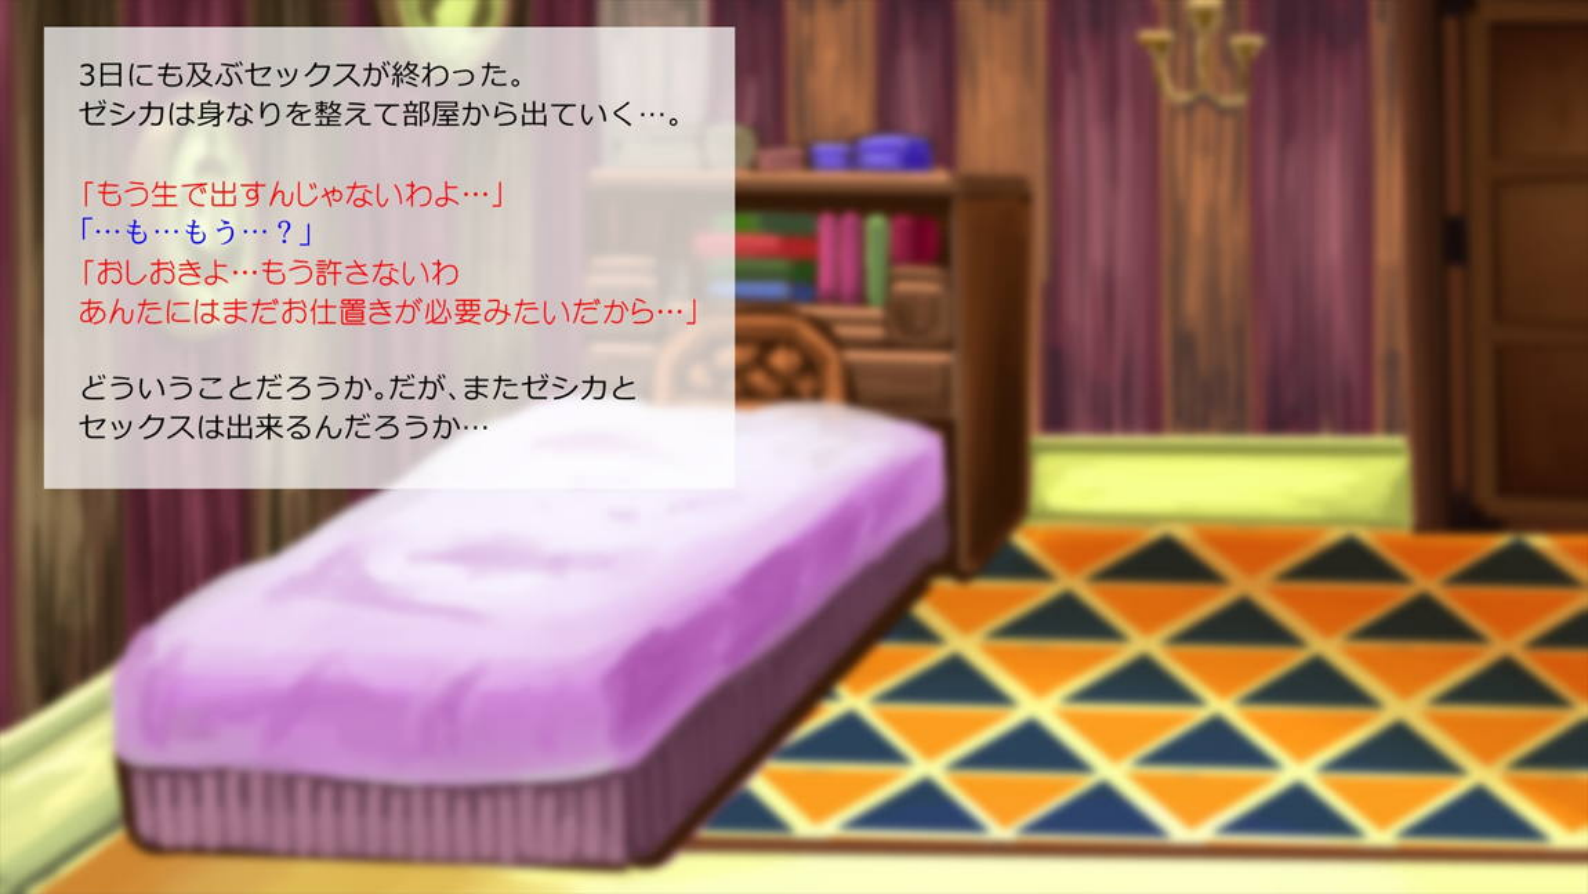 3日にも及ぶセックスが終わった。
ゼシカは身なりを整えて部屋から出ていく…。
「もう生で出すんじゃないわよ…」
「…も…もう…？」
「おしおきよ…もう許さないわ
あんたにはまだお仕置きが必要みたいだから…」
どういうことだろうか。だが、またゼシカと
セックスは出来るんだろうか…